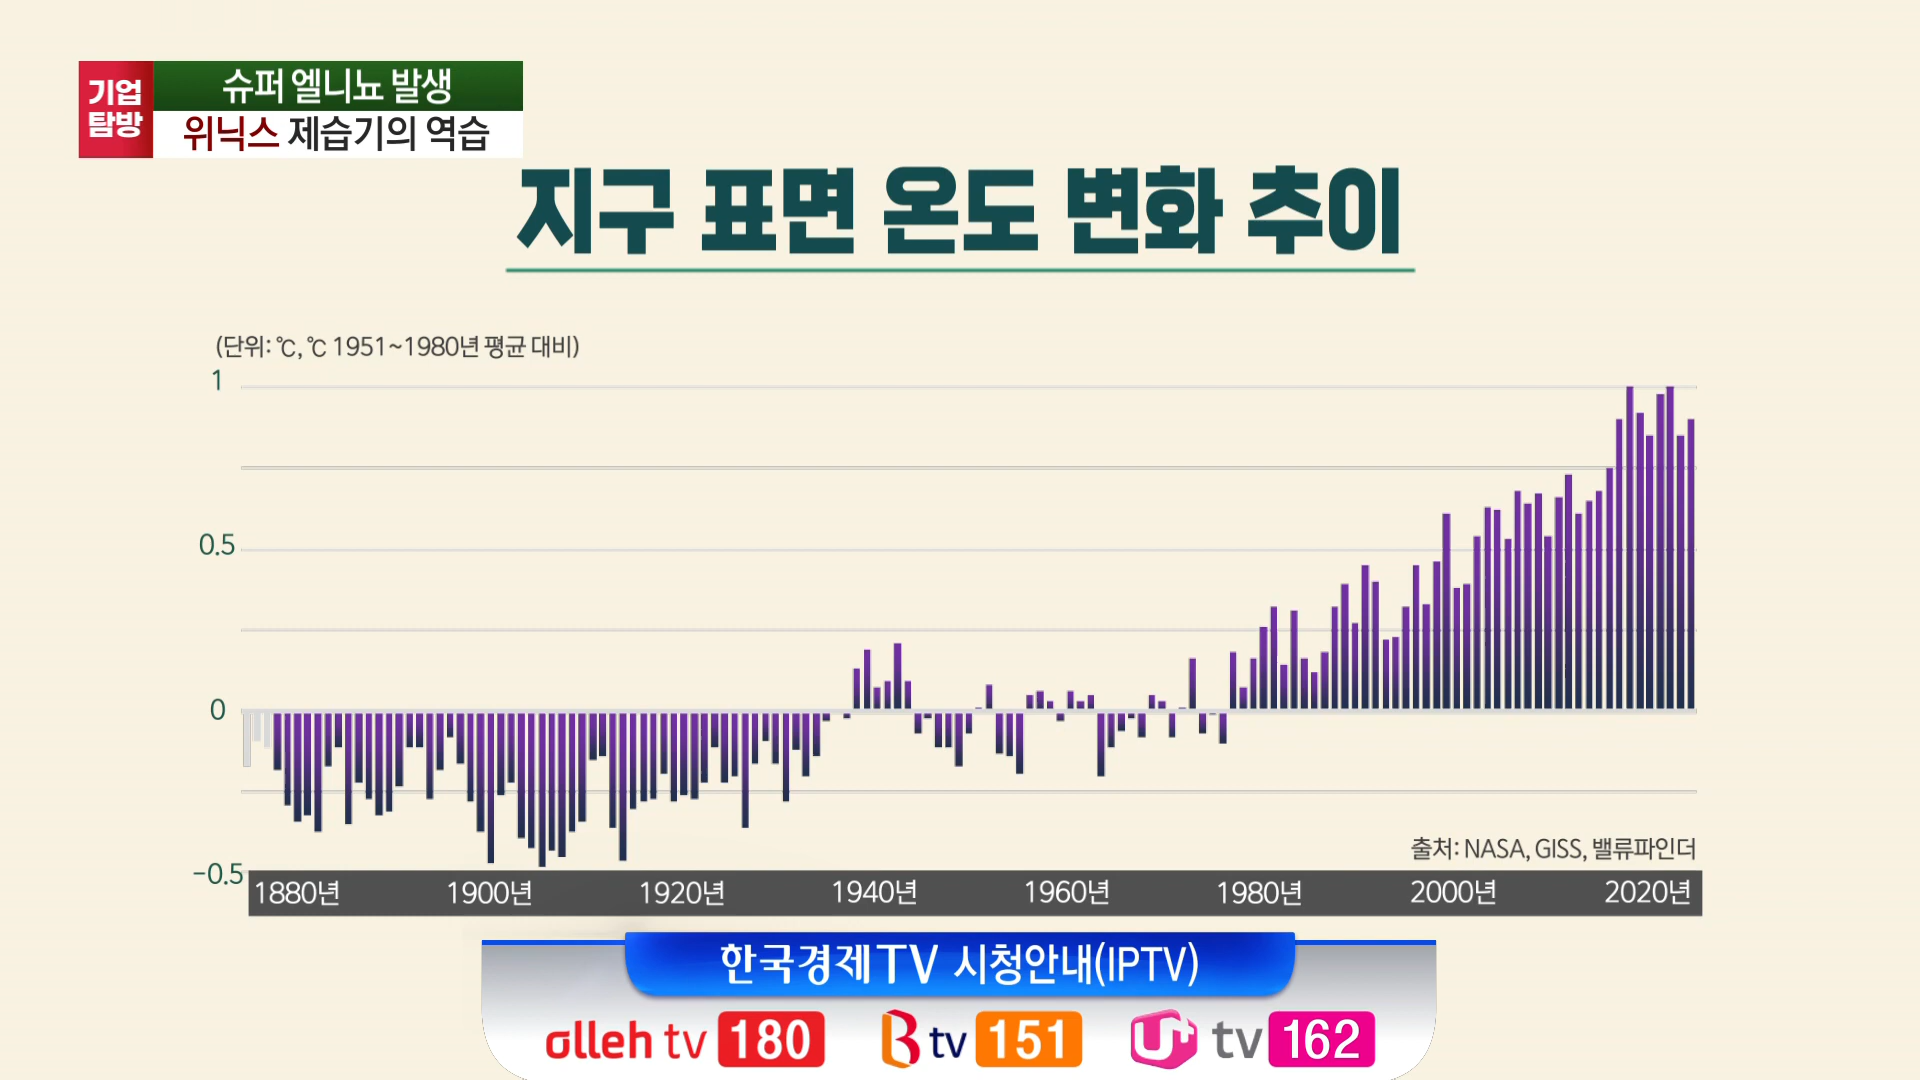 기업
탐방
슈퍼 엘니뇨 발생
위닉스 제습기의 역습
지구 표면 온도 변화 추이
(단위: ℃, ℃ 1951~1980년 평균 대비)
1
0.5
0
-0.5
출처: NASA, GISS, 밸류파인더
1880년 1900년 1920년 1940년 1960년 1980년 2000년 2020년
한국경제TV 시청안내(IPTV)
olleh tv 180 B tv 151 U+ tv 162